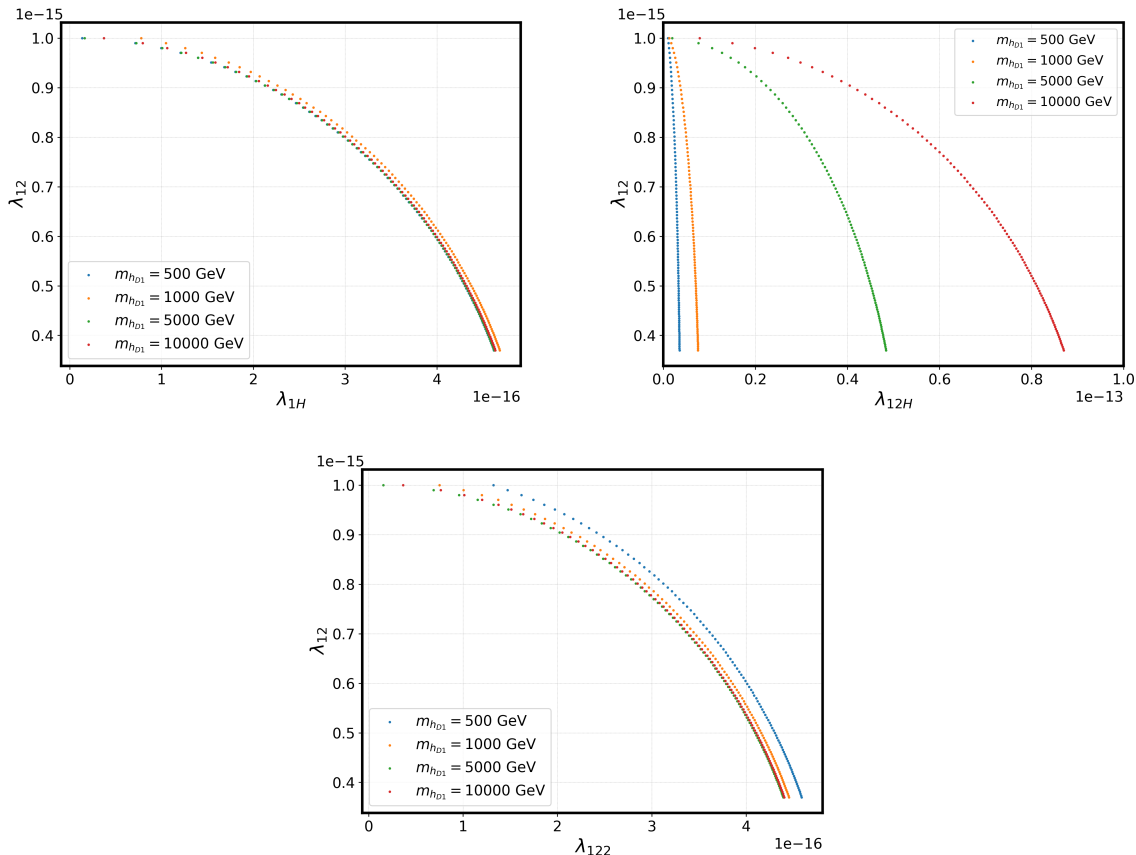 1e−15
1.0
0.9
0.8
0.7
0.6
0.5
0.4
λ12
m_{h_{D1}} = 500 GeV
m_{h_{D1}} = 1000 GeV
m_{h_{D1}} = 5000 GeV
m_{h_{D1}} = 10000 GeV
0 1 2 3 4
λ1H
1e−16
1e−15
1.0
0.9
0.8
0.7
0.6
0.5
0.4
λ12
m_{h_{D1}} = 500 GeV
m_{h_{D1}} = 1000 GeV
m_{h_{D1}} = 5000 GeV
m_{h_{D1}} = 10000 GeV
0.0 0.2 0.4 0.6 0.8 1.0
λ12H
1e−13
1e−15
1.0
0.9
0.8
0.7
0.6
0.5
0.4
λ12
m_{h_{D1}} = 500 GeV
m_{h_{D1}} = 1000 GeV
m_{h_{D1}} = 5000 GeV
m_{h_{D1}} = 10000 GeV
0 1 2 3 4
λ122
1e−16